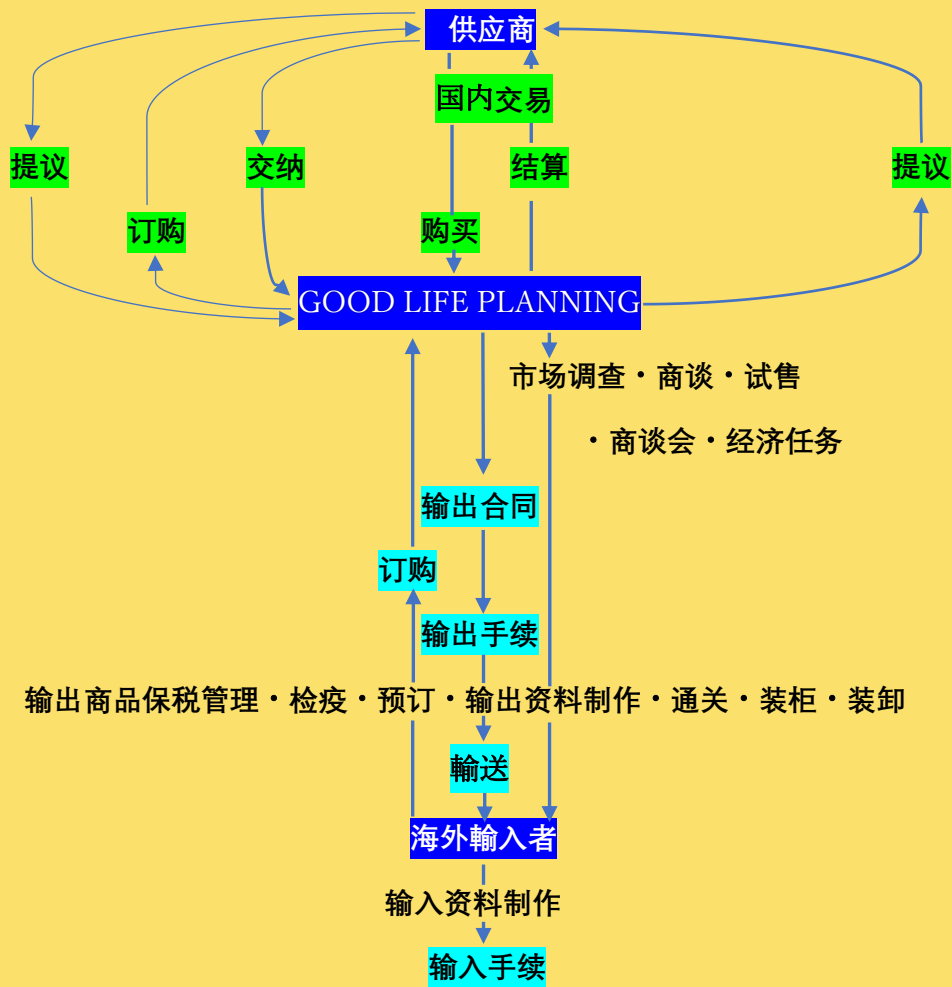 供应商
国内交易
提议
交纳
结算
提议
订购
购买
GOOD LIFE PLANNING
市场调查・商谈・试售
・商谈会・经济任务
输出合同
订购
输出手续
输出商品保税管理・检疫・预订・输出资料制作・通关・装柜・装卸
輸送
海外輸入者
输入资料制作
输入手续